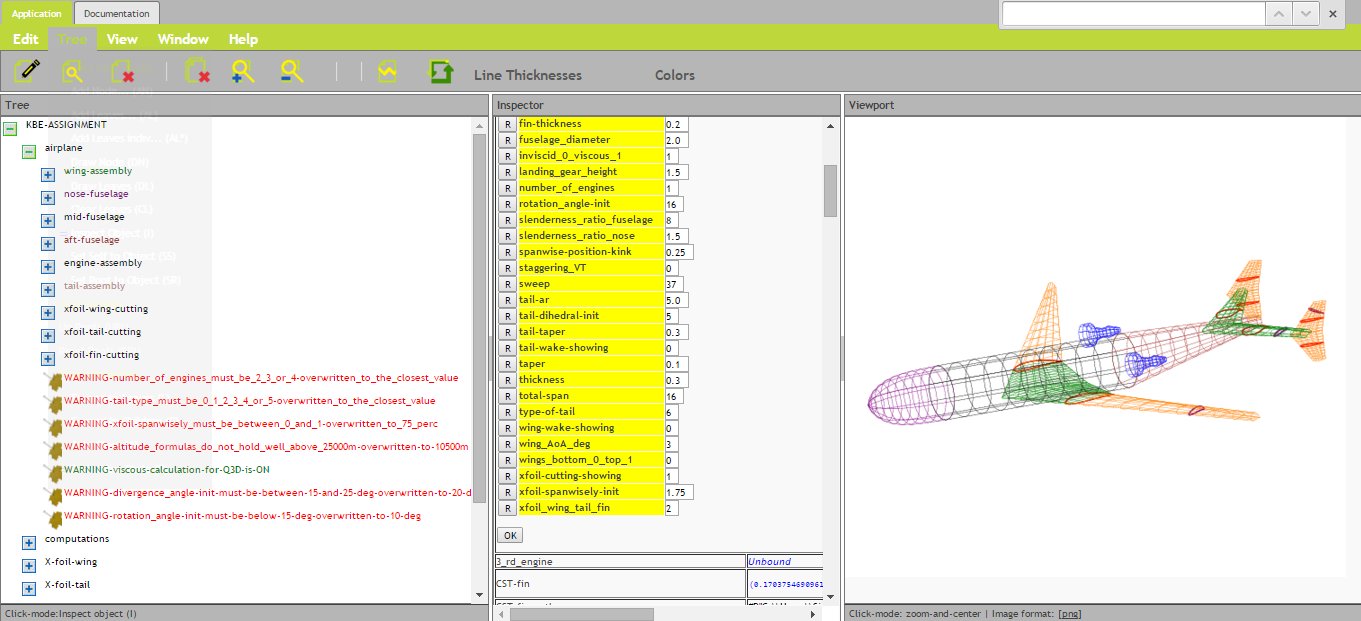 Application Documentation
Edit Tree View Window Help
Line Thicknesses Colors
Tree
KBE-ASSIGNMENT
airplane
wing-assembly
nose-fuselage
mid-fuselage
aft-fuselage
engine-assembly
tail-assembly
xfoil-wing-cutting
xfoil-tail-cutting
xfoil-fin-cutting
WARNING-number_of_engines_must_be_2_3_or_4-overwritten_to_the_closest_value
WARNING-tail-type_must_be_0_1_2_3_4_or_5-overwritten_to_the_closest_value
WARNING-xfoil-spanwisely_must_be_between_0_and_1-overwritten_to_75_perc
WARNING-altitude_formulas_do_not_hold_well_above_25000m-overwritten-to-10500m
WARNING-viscous-calculation-for-Q3D-is-ON
WARNING-divergence_angle-init-must-be-between-15-and-25-deg-overwritten-to-20-d
WARNING-rotation_angle-init-must-be-below-15-deg-overwritten-to-10-deg
computations
X-foil-wing
X-foil-tail
Click-mode:Inspect object (I)
Inspector
R fin-thickness 0.2
R fuselage_diameter 2.0
R inviscid_0_viscous_1 1
R landing_gear_height 1.5
R number_of_engines 1
R rotation_angle-init 16
R slenderness_ratio_fuselage 8
R slenderness_ratio_nose 1.5
R spanwise-position-kink 0.25
R staggering_VT 0
R sweep 37
R tail-ar 5.0
R tail-dihedral-init 5
R tail-taper 0.3
R tail-wake-showing 0
R taper 0.1
R thickness 0.3
R total-span 16
R type-of-tail 6
R wing-wake-showing 0
R wing_AoA_deg 3
R wings_bottom_0_top_1 0
R xfoil-cutting-showing 1
R xfoil-spanwisely-init 1.75
R xfoil_wing_tail_fin 2
OK
3_rd_engine Unbound
CST-fin (0.1703754690961
Viewport
Click-mode: zoom-and-center | Image format: [png]